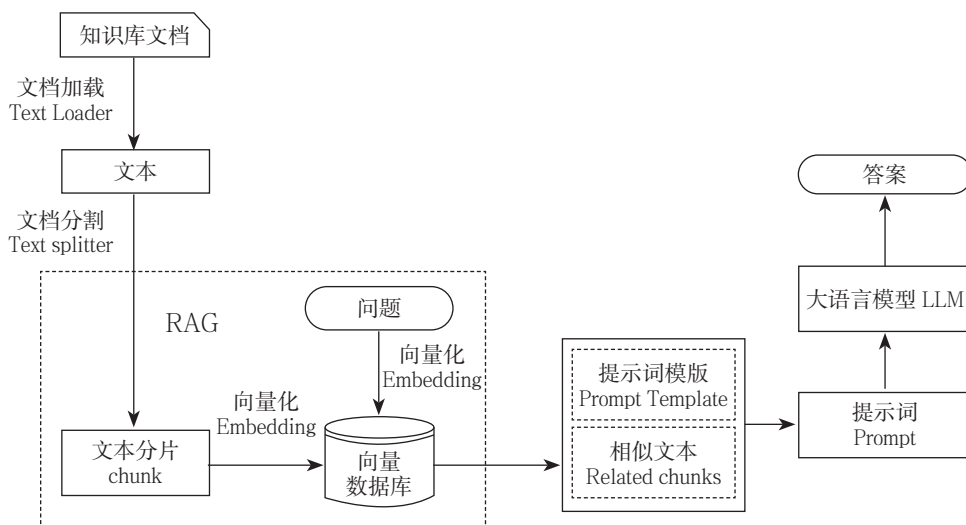 知识库文档
文档加载
Text Loader
文本
文档分割
Text splitter
RAG
问题
向量化
Embedding
文本分片
chunk
向量化
Embedding
向量
数据库
提示词模版
Prompt Template
相似文本
Related chunks
提示词
Prompt
大语言模型 LLM
答案